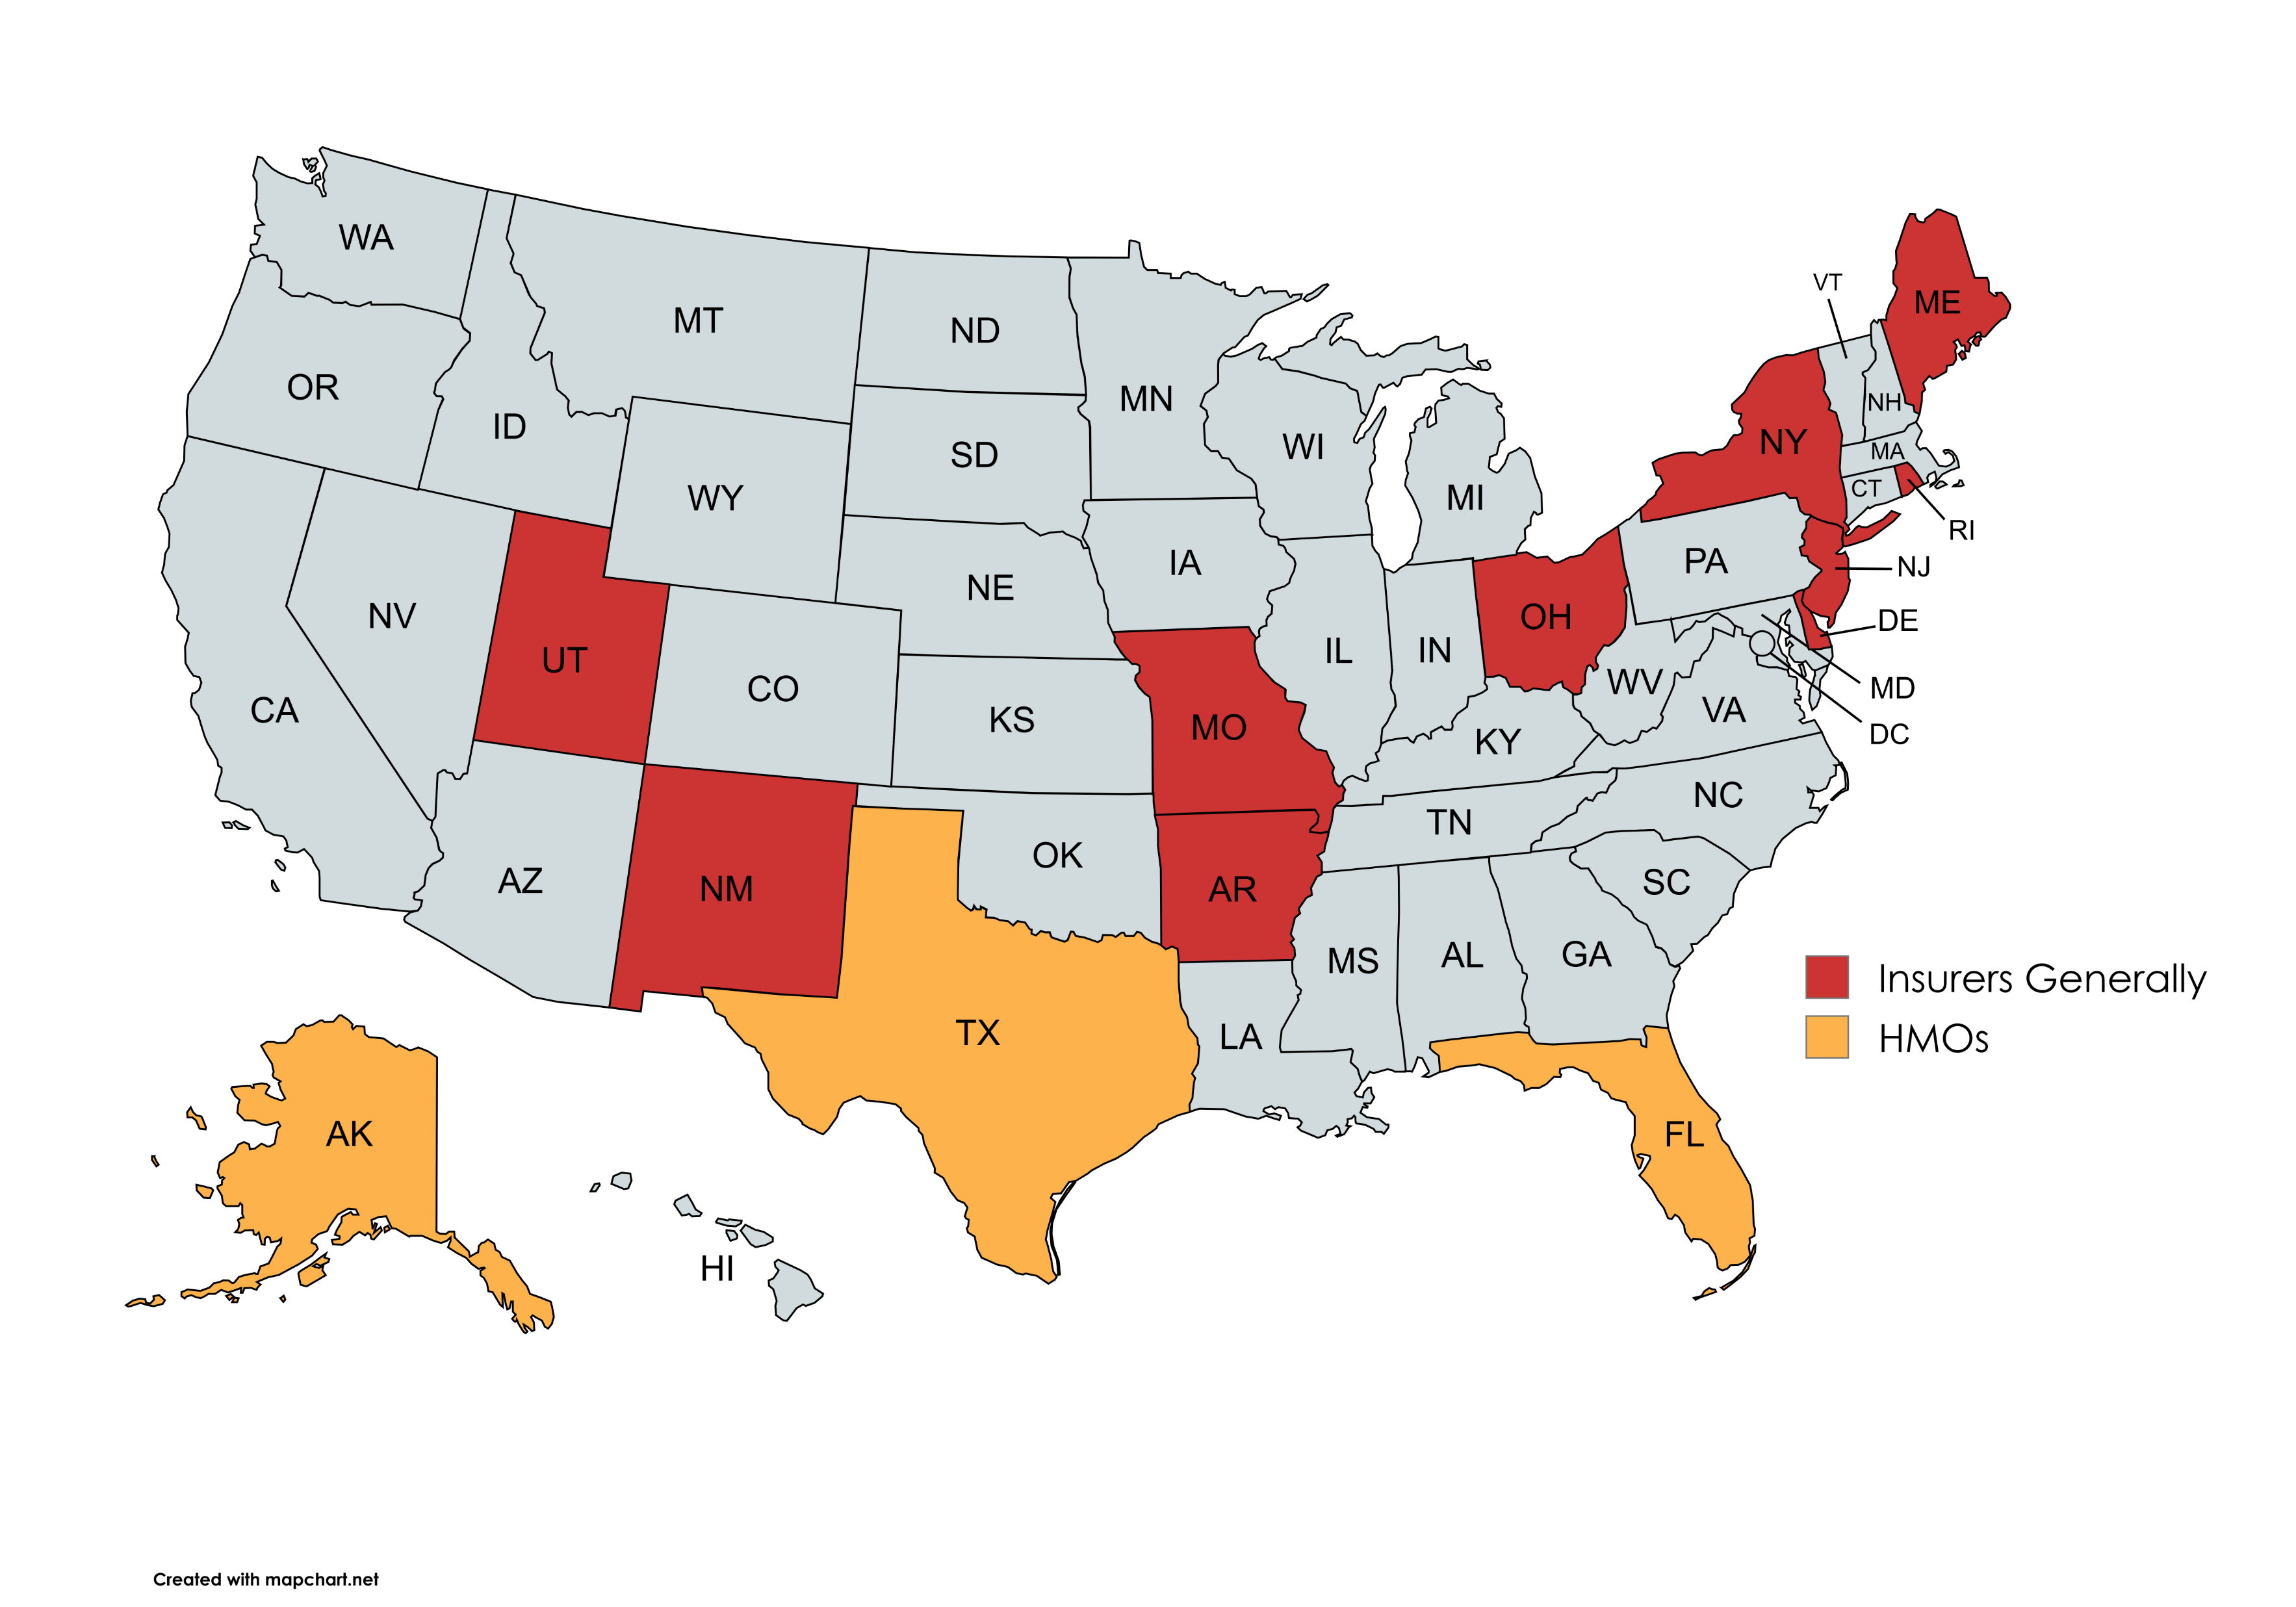 WA
MT
ND
MN
VT
ME
OR
ID
WY
SD
WI
MI
NY
NH
MA
CT
RI
NV
UT
CO
NE
IA
IL
IN
OH
PA
NJ
DE
MD
DC
CA
KS
MO
KY
WV
VA
AZ
NM
OK
AR
TN
NC
SC
TX
LA
MS
AL
GA
FL
AK
HI
Insurers Generally
HMOs
Created with mapchart.net